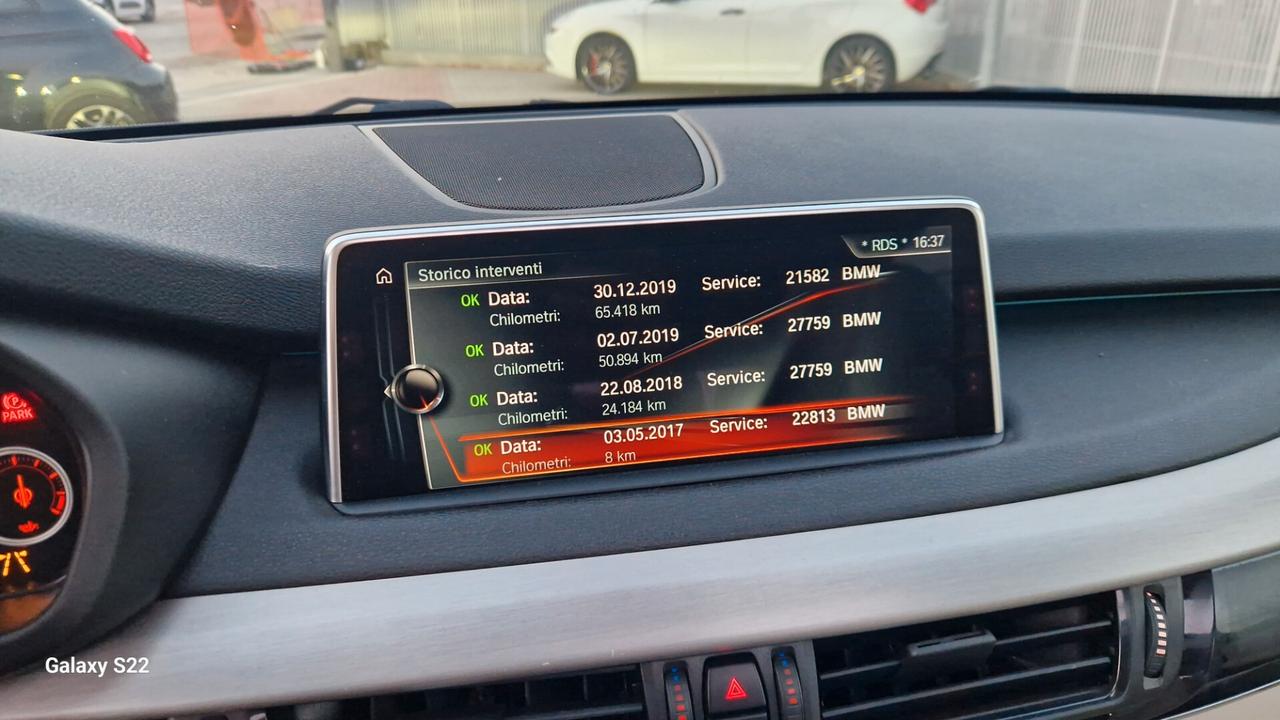 * RDS * 16:37
Storico interventi
OK Data: 30.12.2019 Service: 21582 BMW
Chilometri: 65.418 km
OK Data: 02.07.2019 Service: 27759 BMW
Chilometri: 50.894 km
OK Data: 22.08.2018 Service: 27759 BMW
Chilometri: 24.184 km
OK Data: 03.05.2017 Service: 22813 BMW
Chilometri: 8 km
PARK
Galaxy S22